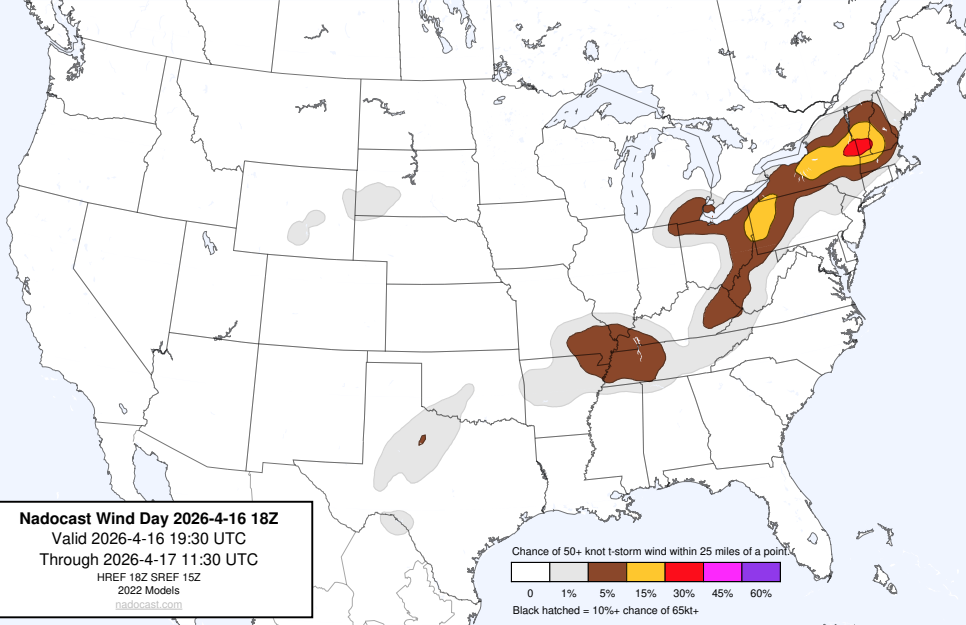 Nadocast Wind Day 2026-4-16 18Z
Valid 2026-4-16 19:30 UTC
Through 2026-4-17 11:30 UTC
HREF 18Z SREF 15Z
2022 Models
nadocast.com
Chance of 50+ knot t-storm wind within 25 miles of a point.
0 1% 5% 15% 30% 45% 60%
Black hatched = 10%+ chance of 65kt+